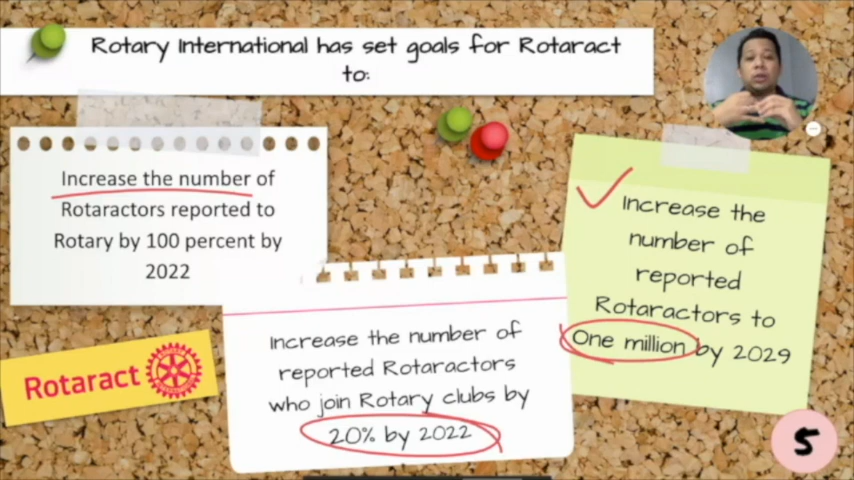 Rotary International has set goals for Rotaract
to:
Increase the number of
Rotaractors reported to
Rotary by 100 percent by
2022
Increase the number of
reported Rotaractors
who join Rotary clubs by
20% by 2022
Increase the
number of
reported
Rotaractors to
One million by 2029
Rotaract
5